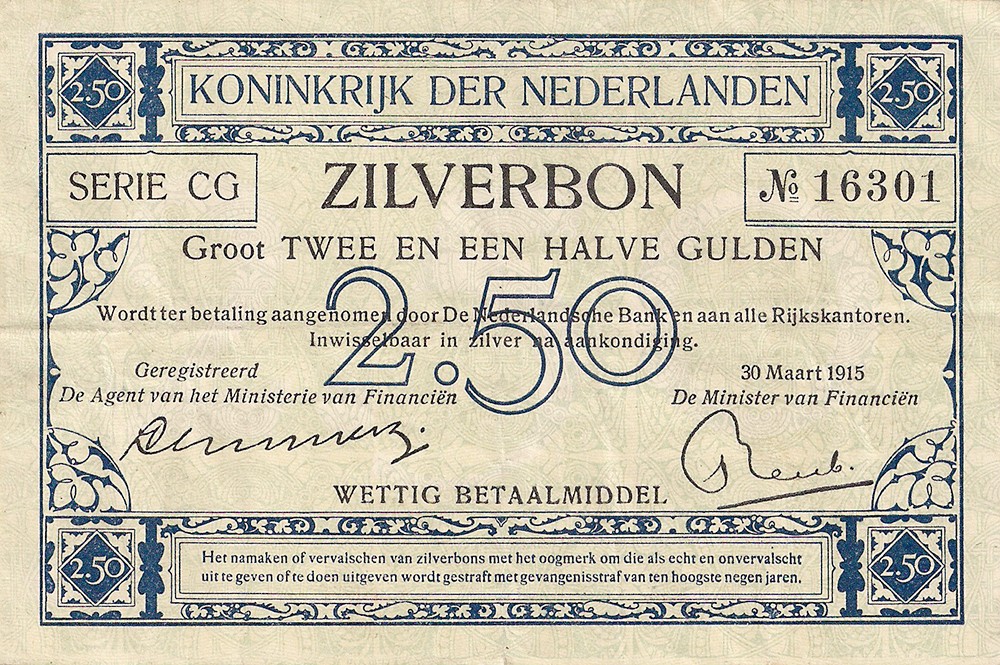 2.50 KONINKRIJK DER NEDERLANDEN 2.50
SERIE CG ZILVERBON № 16301
Groot TWEE EN EEN HALVE GULDEN
2.50
Wordt ter betaling aangenomen door De Nederlandsche Bank en aan alle Rijkskantoren.
Inwisselbaar in zilver na aankondiging.
Geregistreerd 30 Maart 1915
De Agent van het Ministerie van Financiën De Minister van Financiën
WETTIG BETAALMIDDEL
2.50 Het namaken of vervalschen van zilverbons met het oogmerk om die als echt en onvervalscht 2.50
uit te geven of te doen uitgeven wordt gestraft met gevangenisstraf van ten hoogste negen jaren.